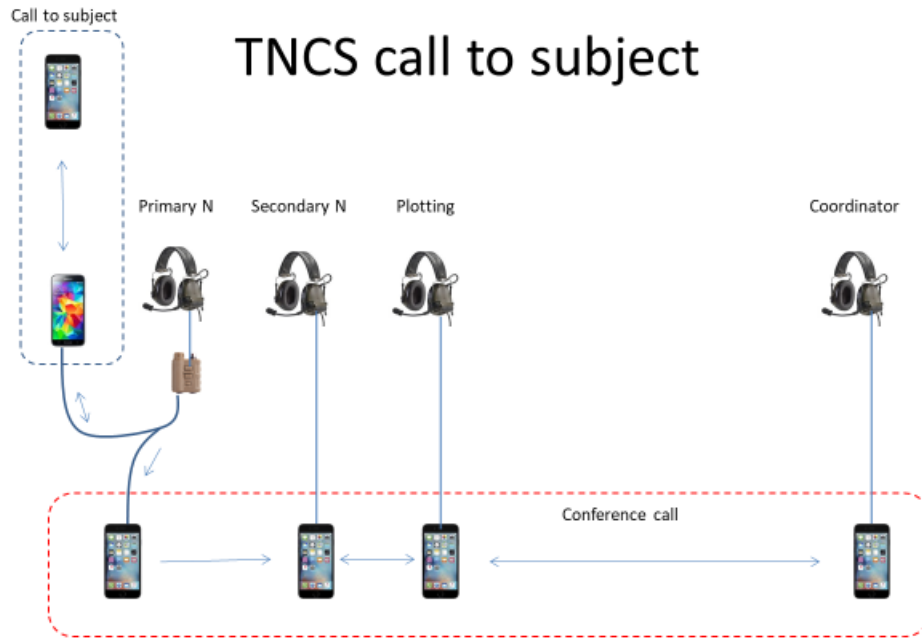 Call to subject
TNCS call to subject
Primary N
Secondary N
Plotting
Coordinator
Conference call